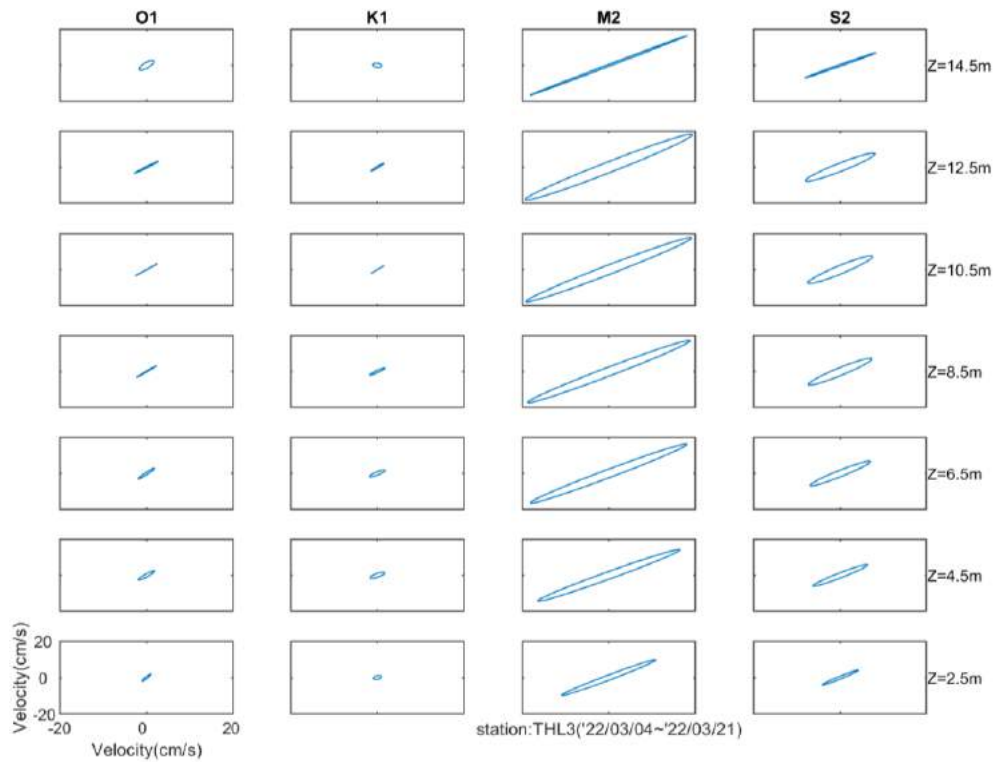 O1 K1 M2 S2
Z=14.5m
Z=12.5m
Z=10.5m
Z=8.5m
Z=6.5m
Z=4.5m
Z=2.5m
Velocity(cm/s)
20
0
-20
-20 0 20
Velocity(cm/s)
station:THL3('22/03/04~'22/03/21)